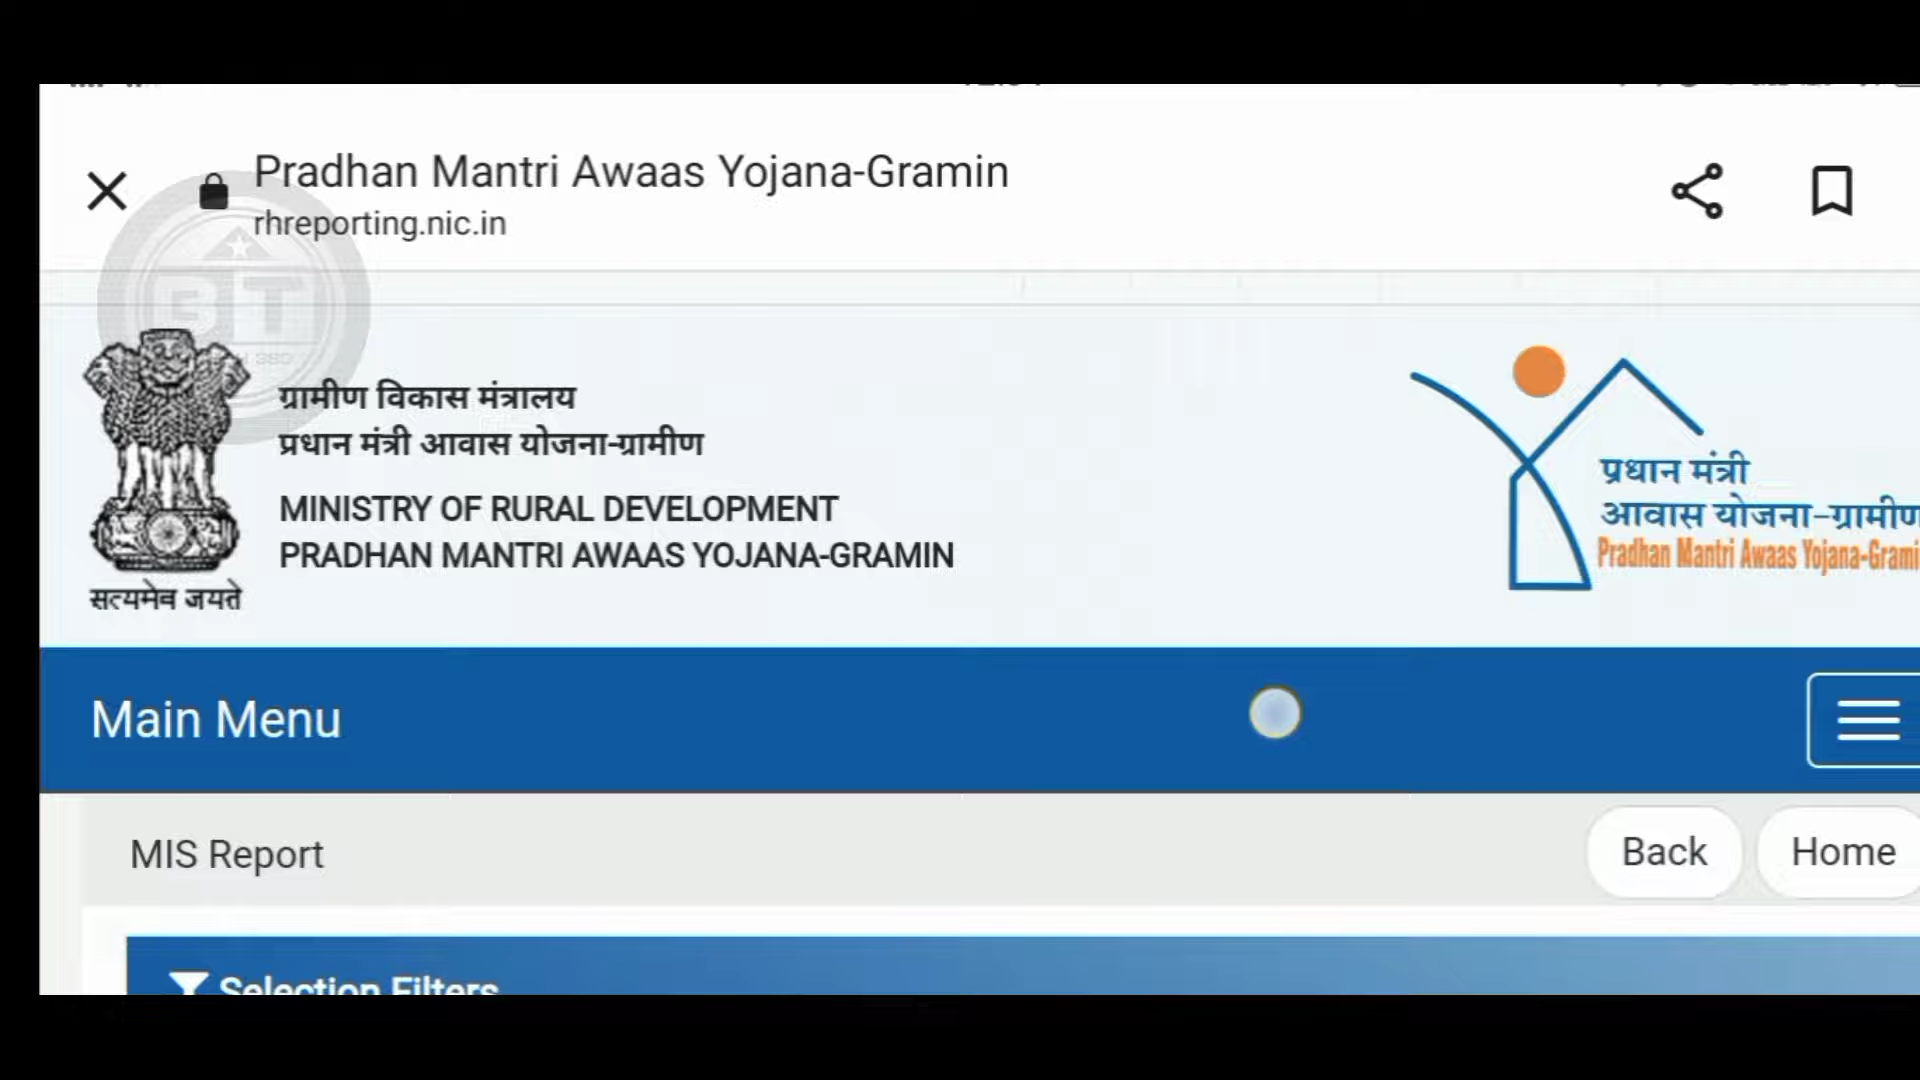 Pradhan Mantri Awaas Yojana-Gramin
rhreporting.nic.in
BT
ग्रामीण विकास मंत्रालय
प्रधान मंत्री आवास योजना-ग्रामीण
MINISTRY OF RURAL DEVELOPMENT
PRADHAN MANTRI AWAAS YOJANA-GRAMIN
सत्यमेव जयते
प्रधान मंत्री
आवास योजना-ग्रामीण
Pradhan Mantri Awaas Yojana-Grami
Main Menu
MIS Report
Back
Home
Selection Filters